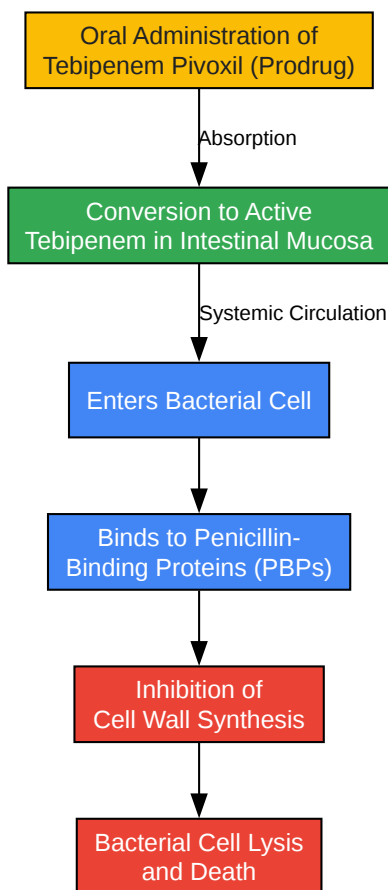 Oral Administration of
Tebipenem Pivoxil (Prodrug)
Absorption
Conversion to Active
Tebipenem in Intestinal Mucosa
Systemic Circulation
Enters Bacterial Cell
Binds to Penicillin-
Binding Proteins (PBPs)
Inhibition of
Cell Wall Synthesis
Bacterial Cell Lysis
and Death